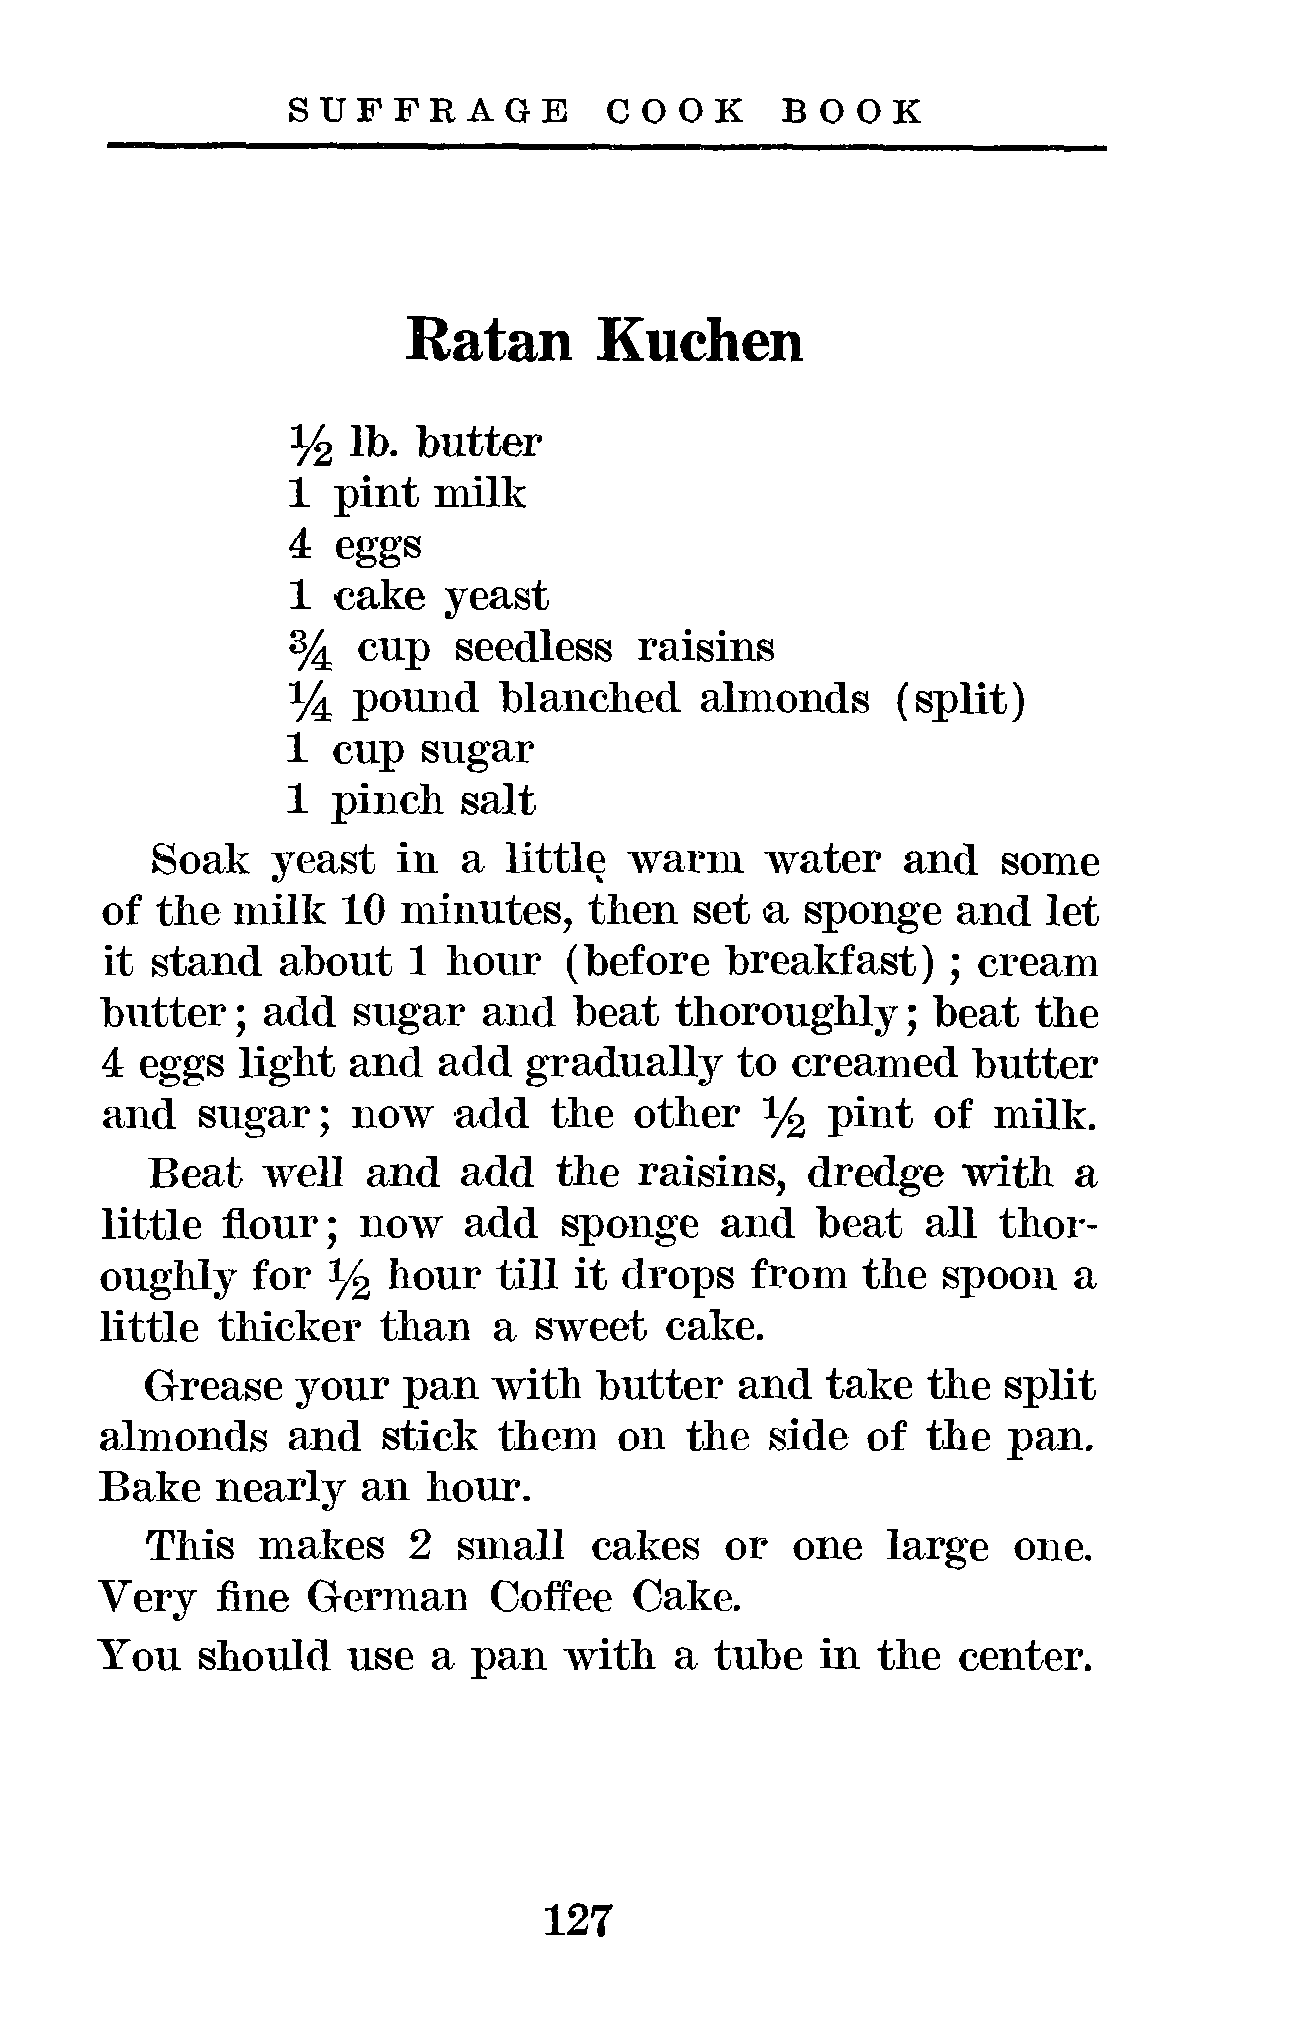 SUFFRAGE COOK BOOK
Ratan Kuchen
½ lb. butter
1 pint milk
4 eggs
1 cake yeast
¾ cup seedless raisins
¼ pound blanched almonds (split)
1 cup sugar
1 pinch salt
Soak yeast in a little warm water and some
of the milk 10 minutes, then set a sponge and let
it stand about 1 hour (before breakfast) ; cream
butter; add sugar and beat thoroughly; beat the
4 eggs light and add gradually to creamed butter
and sugar; now add the other ½ pint of milk.
Beat well and add the raisins, dredge with a
little flour; now add sponge and beat all thor-
oughly for ½ hour till it drops from the spoon a
little thicker than a sweet cake.
Grease your pan with butter and take the split
almonds and stick them on the side of the pan.
Bake nearly an hour.
This makes 2 small cakes or one large one.
Very fine German Coffee Cake.
You should use a pan with a tube in the center.
127